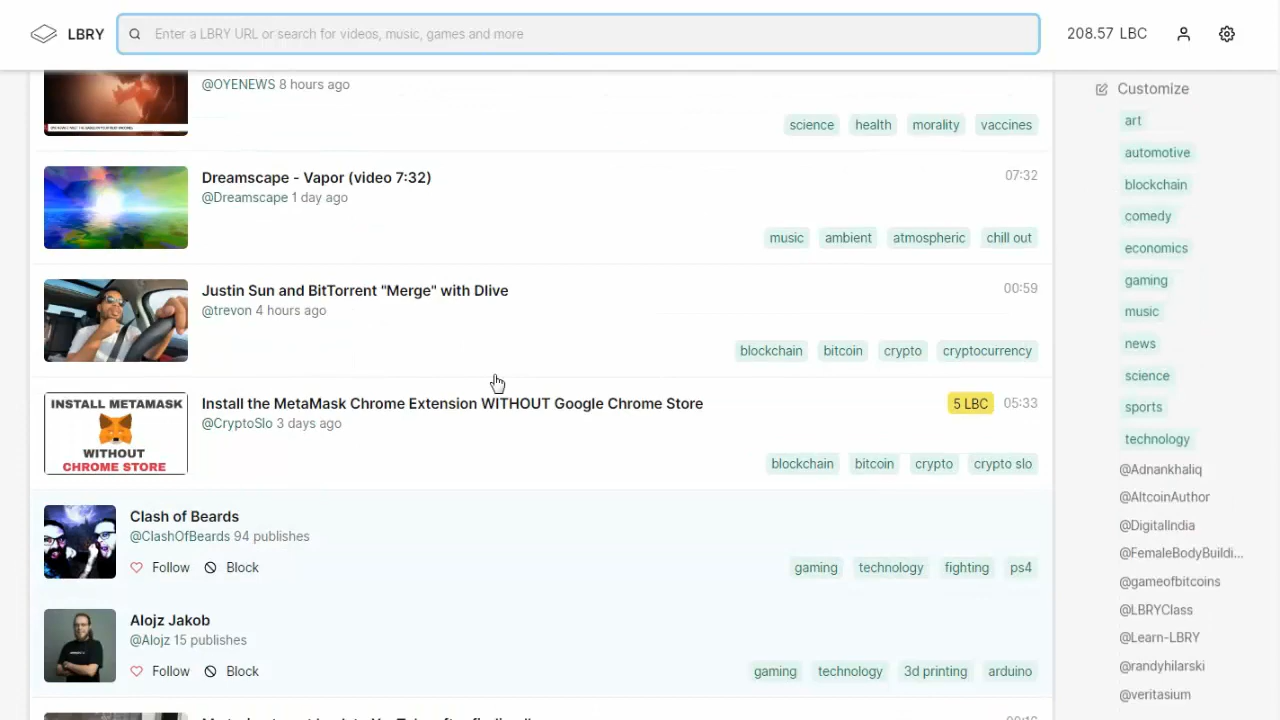 LBRY
Enter a LBRY URL or search for videos, music, games and more
208.57 LBC
@OYENEWS 8 hours ago
science health morality vaccines
Dreamscape - Vapor (video 7:32)
07:32
@Dreamscape 1 day ago
music ambient atmospheric chill out
Justin Sun and BitTorrent "Merge" with Dlive
00:59
@trevon 4 hours ago
blockchain bitcoin crypto cryptocurrency
INSTALL METAMASK
WITHOUT
CHROME STORE
Install the MetaMask Chrome Extension WITHOUT Google Chrome Store
5 LBC 05:33
@CryptoSlo 3 days ago
blockchain bitcoin crypto crypto slo
Clash of Beards
@ClashOfBeards 94 publishes
Follow Block
gaming technology fighting ps4
Alojz Jakob
@Alojz 15 publishes
Follow Block
gaming technology 3d printing arduino
Customize
art
automotive
blockchain
comedy
economics
gaming
music
news
science
sports
technology
@Adnankhaliq
@AltcoinAuthor
@DigitalIndia
@FemaleBodyBuildi...
@gameofbitcoins
@LBRYClass
@Learn-LBRY
@randyhilarski
@veritasium